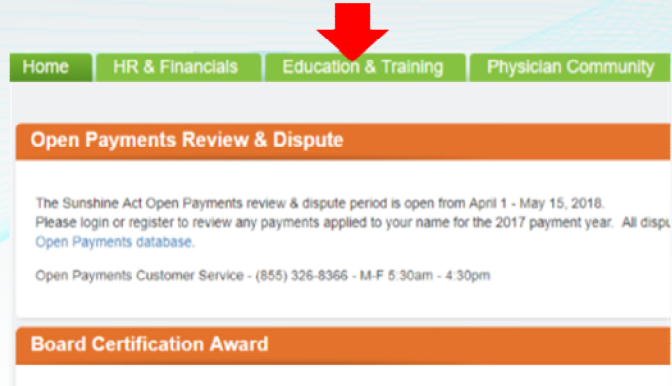 Home HR & Financials Education & Training Physician Community
Open Payments Review & Dispute
The Sunshine Act Open Payments review & dispute period is open from April 1 - May 15, 2018.
Please login or register to review any payments applied to your name for the 2017 payment year. All dispu
Open Payments database.
Open Payments Customer Service - (855) 326-8366 - M-F 5:30am - 4:30pm
Board Certification Award